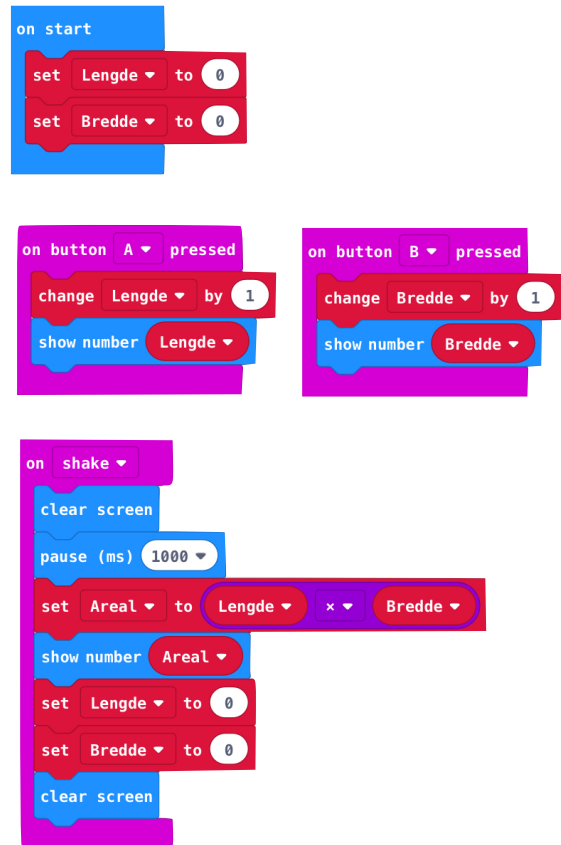 on start
set Lengde to 0
set Bredde to 0
on button A pressed
change Lengde by 1
show number Lengde
on button B pressed
change Bredde by 1
show number Bredde
on shake
clear screen
pause (ms) 1000
set Areal to Lengde × Bredde
show number Areal
set Lengde to 0
set Bredde to 0
clear screen